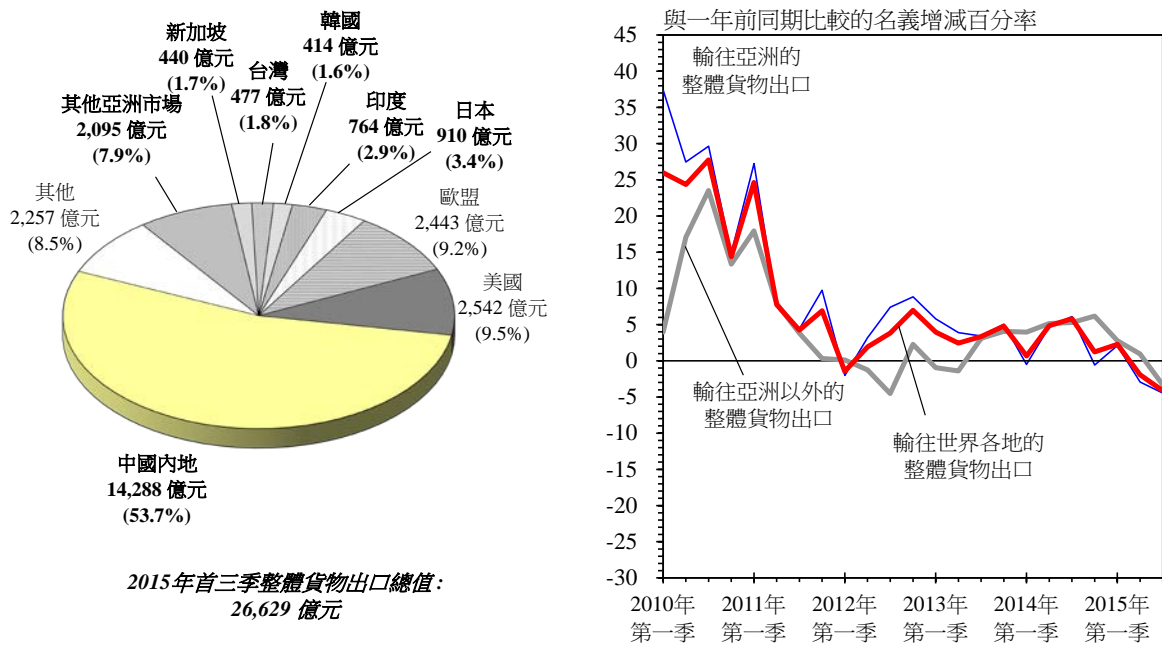 新加坡
440 億元
(1.7%)
台灣
477 億元
(1.8%)
韓國
414 億元
(1.6%)
印度
764 億元
(2.9%)
日本
910 億元
(3.4%)
其他亞洲市場
2,095 億元
(7.9%)
其他
2,257 億元
(8.5%)
歐盟
2,443 億元
(9.2%)
美國
2,542 億元
(9.5%)
中國內地
14,288 億元
(53.7%)
2015年首三季整體貨物出口總值 :
26,629 億元
與一年前同期比較的名義增減百分率
45
40
35
30
25
20
15
10
5
0
-5
-10
-15
-20
-25
-30
輸往亞洲的
整體貨物出口
輸往亞洲以外的
整體貨物出口
輸往世界各地的
整體貨物出口
2010年
第一季
2011年
第一季
2012年
第一季
2013年
第一季
2014年
第一季
2015年
第一季